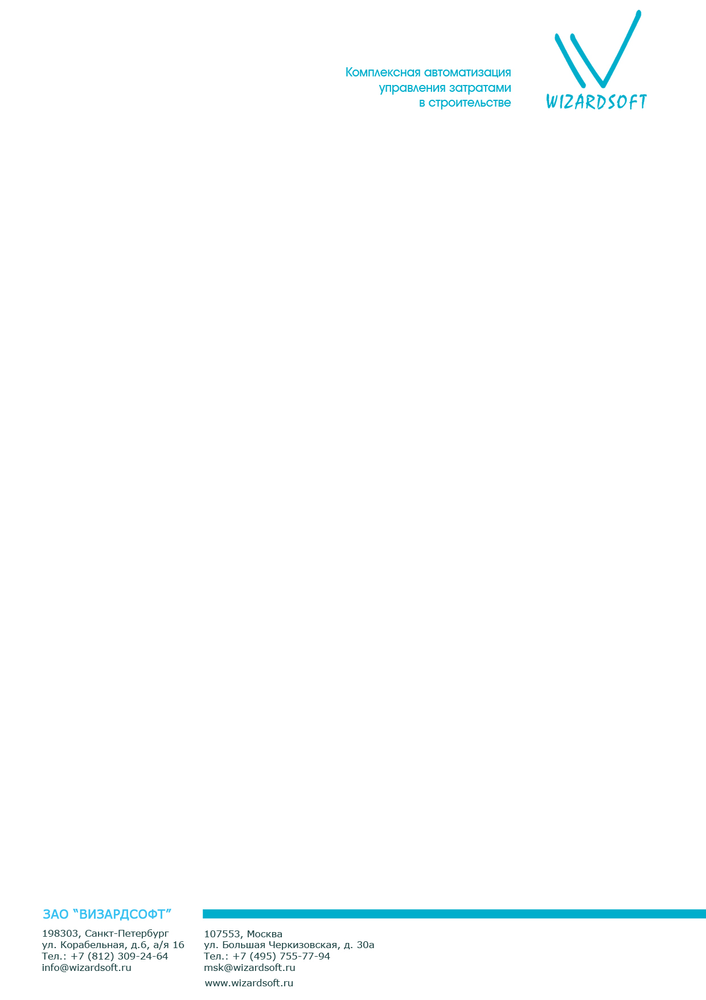 Комплексная автоматизация
управления затратами
в строительстве
WIZARDSOFT
ЗАО “ВИЗАРДСОФТ”
198303, Санкт-Петербург
ул. Корабельная, д.6, а/я 16
Тел.: +7 (812) 309-24-64
info@wizardsoft.ru
107553, Москва
ул. Большая Черкизовская, д. 30а
Тел.: +7 (495) 755-77-94
msk@wizardsoft.ru
www.wizardsoft.ru